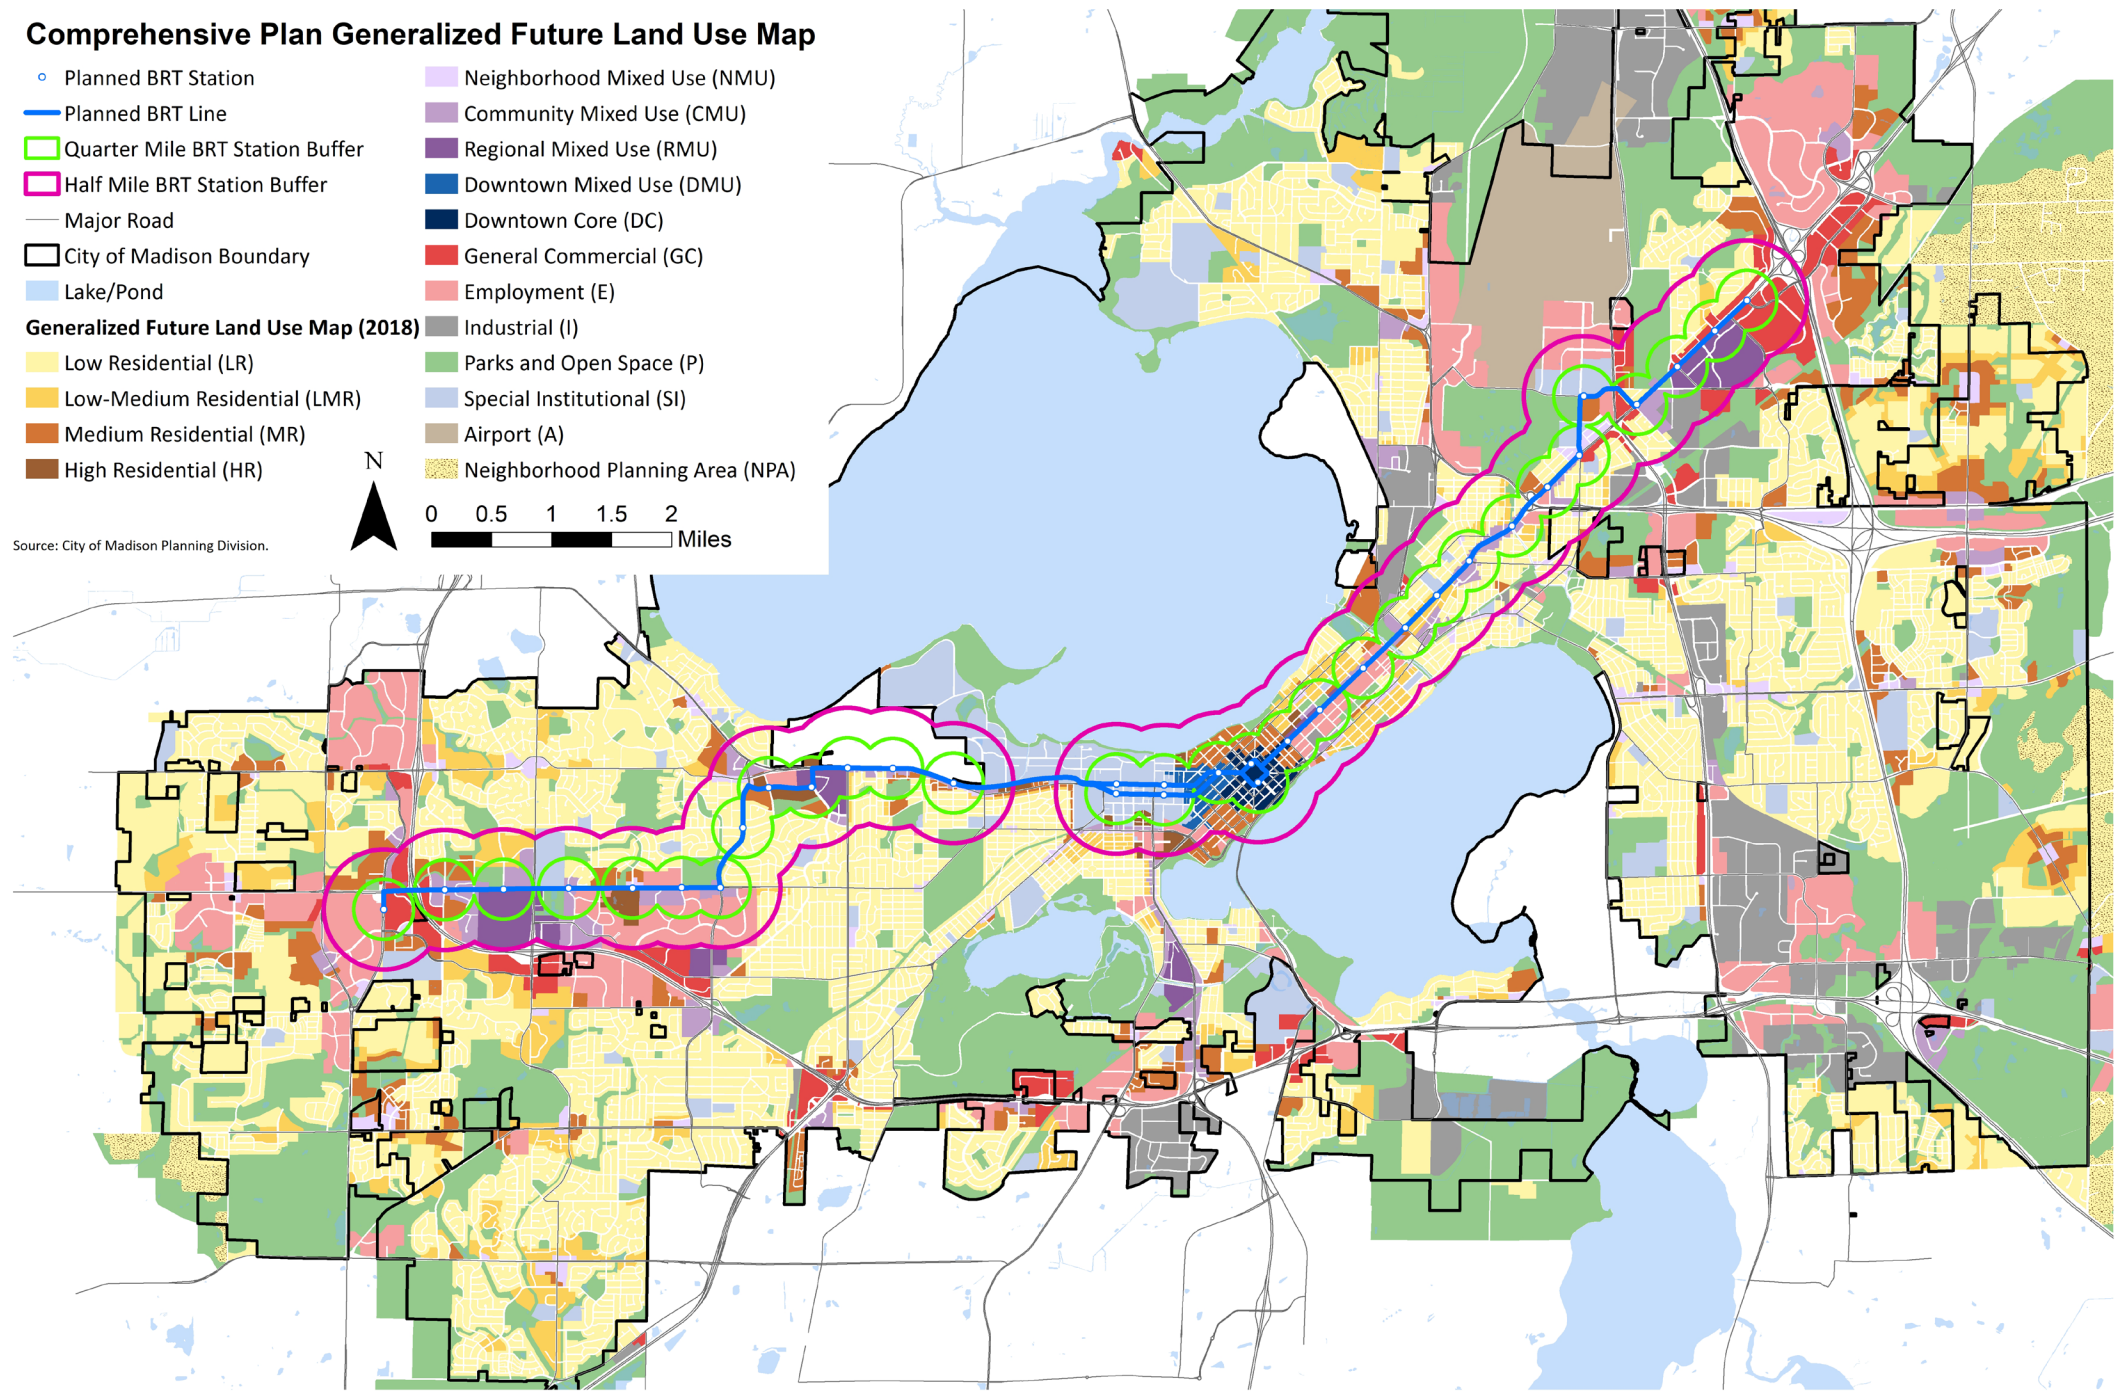 Comprehensive Plan Generalized Future Land Use Map
Planned BRT Station
Planned BRT Line
Quarter Mile BRT Station Buffer
Half Mile BRT Station Buffer
Major Road
City of Madison Boundary
Lake/Pond
Generalized Future Land Use Map (2018)
Low Residential (LR)
Low-Medium Residential (LMR)
Medium Residential (MR)
High Residential (HR)
Neighborhood Mixed Use (NMU)
Community Mixed Use (CMU)
Regional Mixed Use (RMU)
Downtown Mixed Use (DMU)
Downtown Core (DC)
General Commercial (GC)
Employment (E)
Industrial (I)
Parks and Open Space (P)
Special Institutional (SI)
Airport (A)
Neighborhood Planning Area (NPA)
N
0 0.5 1 1.5 2
Miles
Source: City of Madison Planning Division.